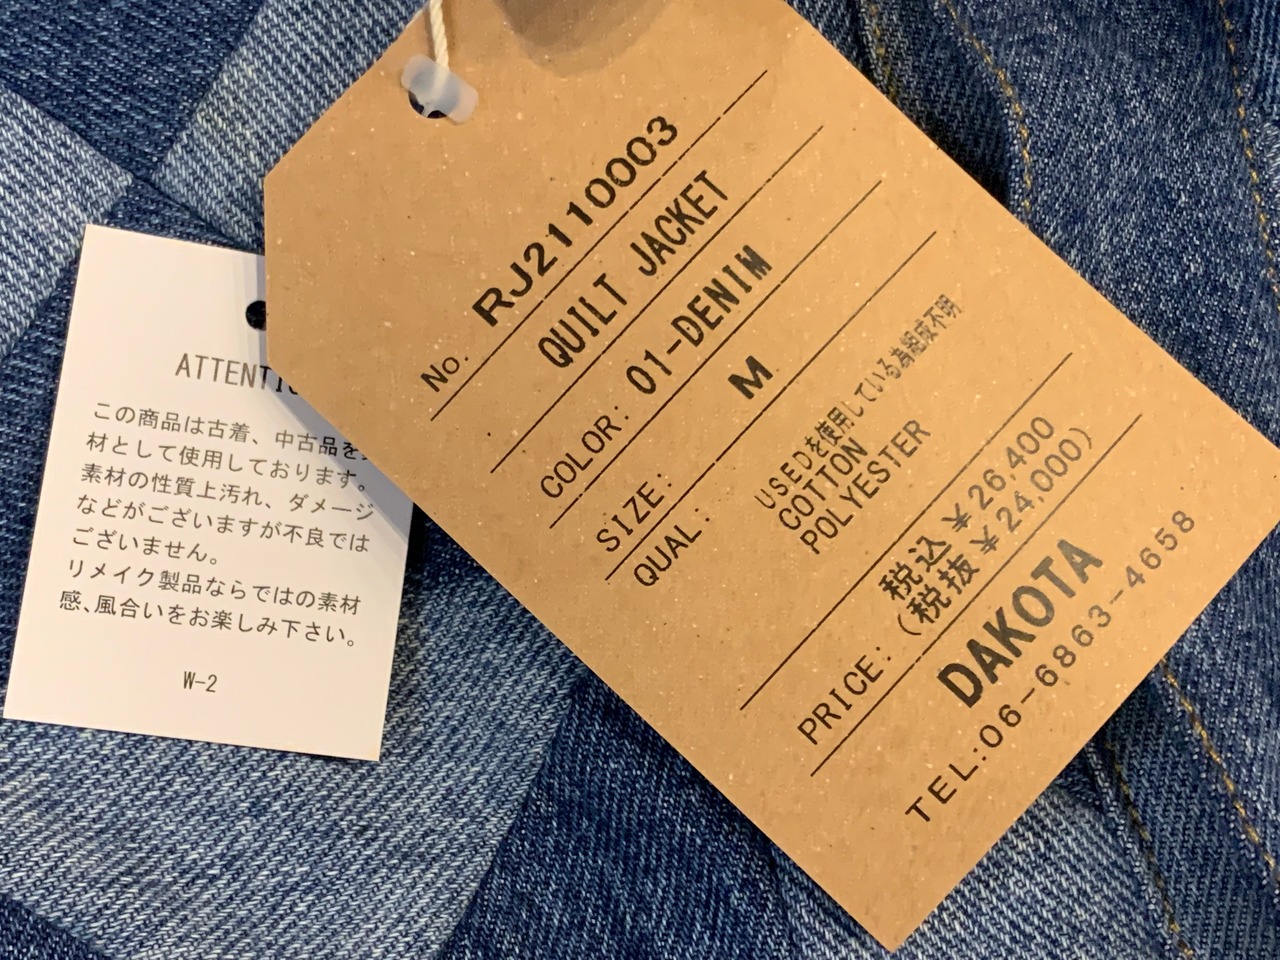 ATTENTI
この商品は古着、中古品を
材として使用しております。
素材の性質上汚れ、ダメージ
などがございますが不良では
ございません。
リメイク製品ならではの素材
感、風合いをお楽しみ下さい。
W-2
No. RJ2110003
QUILT JACKET
COLOR: 01-DENIM
SIZE: M
QUAL: USEDを使用している為組成不明
COTTON
POLYESTER
PRICE: 税込 ¥26,400
(税抜 ¥24,000)
DAKOTA
TEL:06-6863-4658